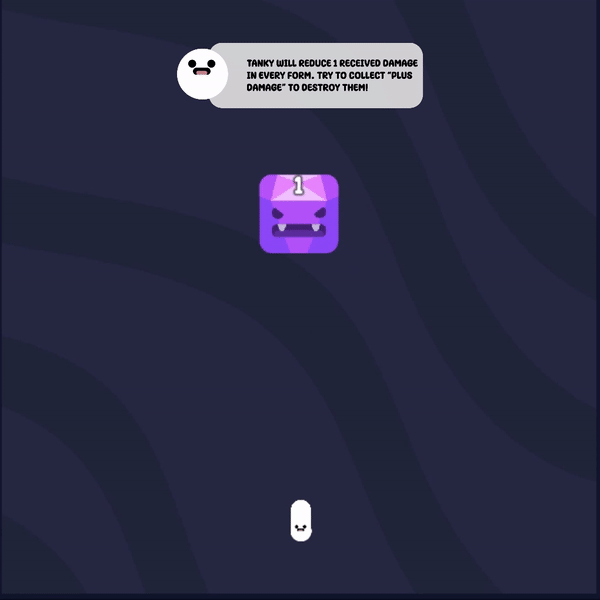 TANKY WILL REDUCE 1 RECEIVED DAMAGE
IN EVERY FORM. TRY TO COLLECT "PLUS
DAMAGE" TO DESTROY THEM!
1